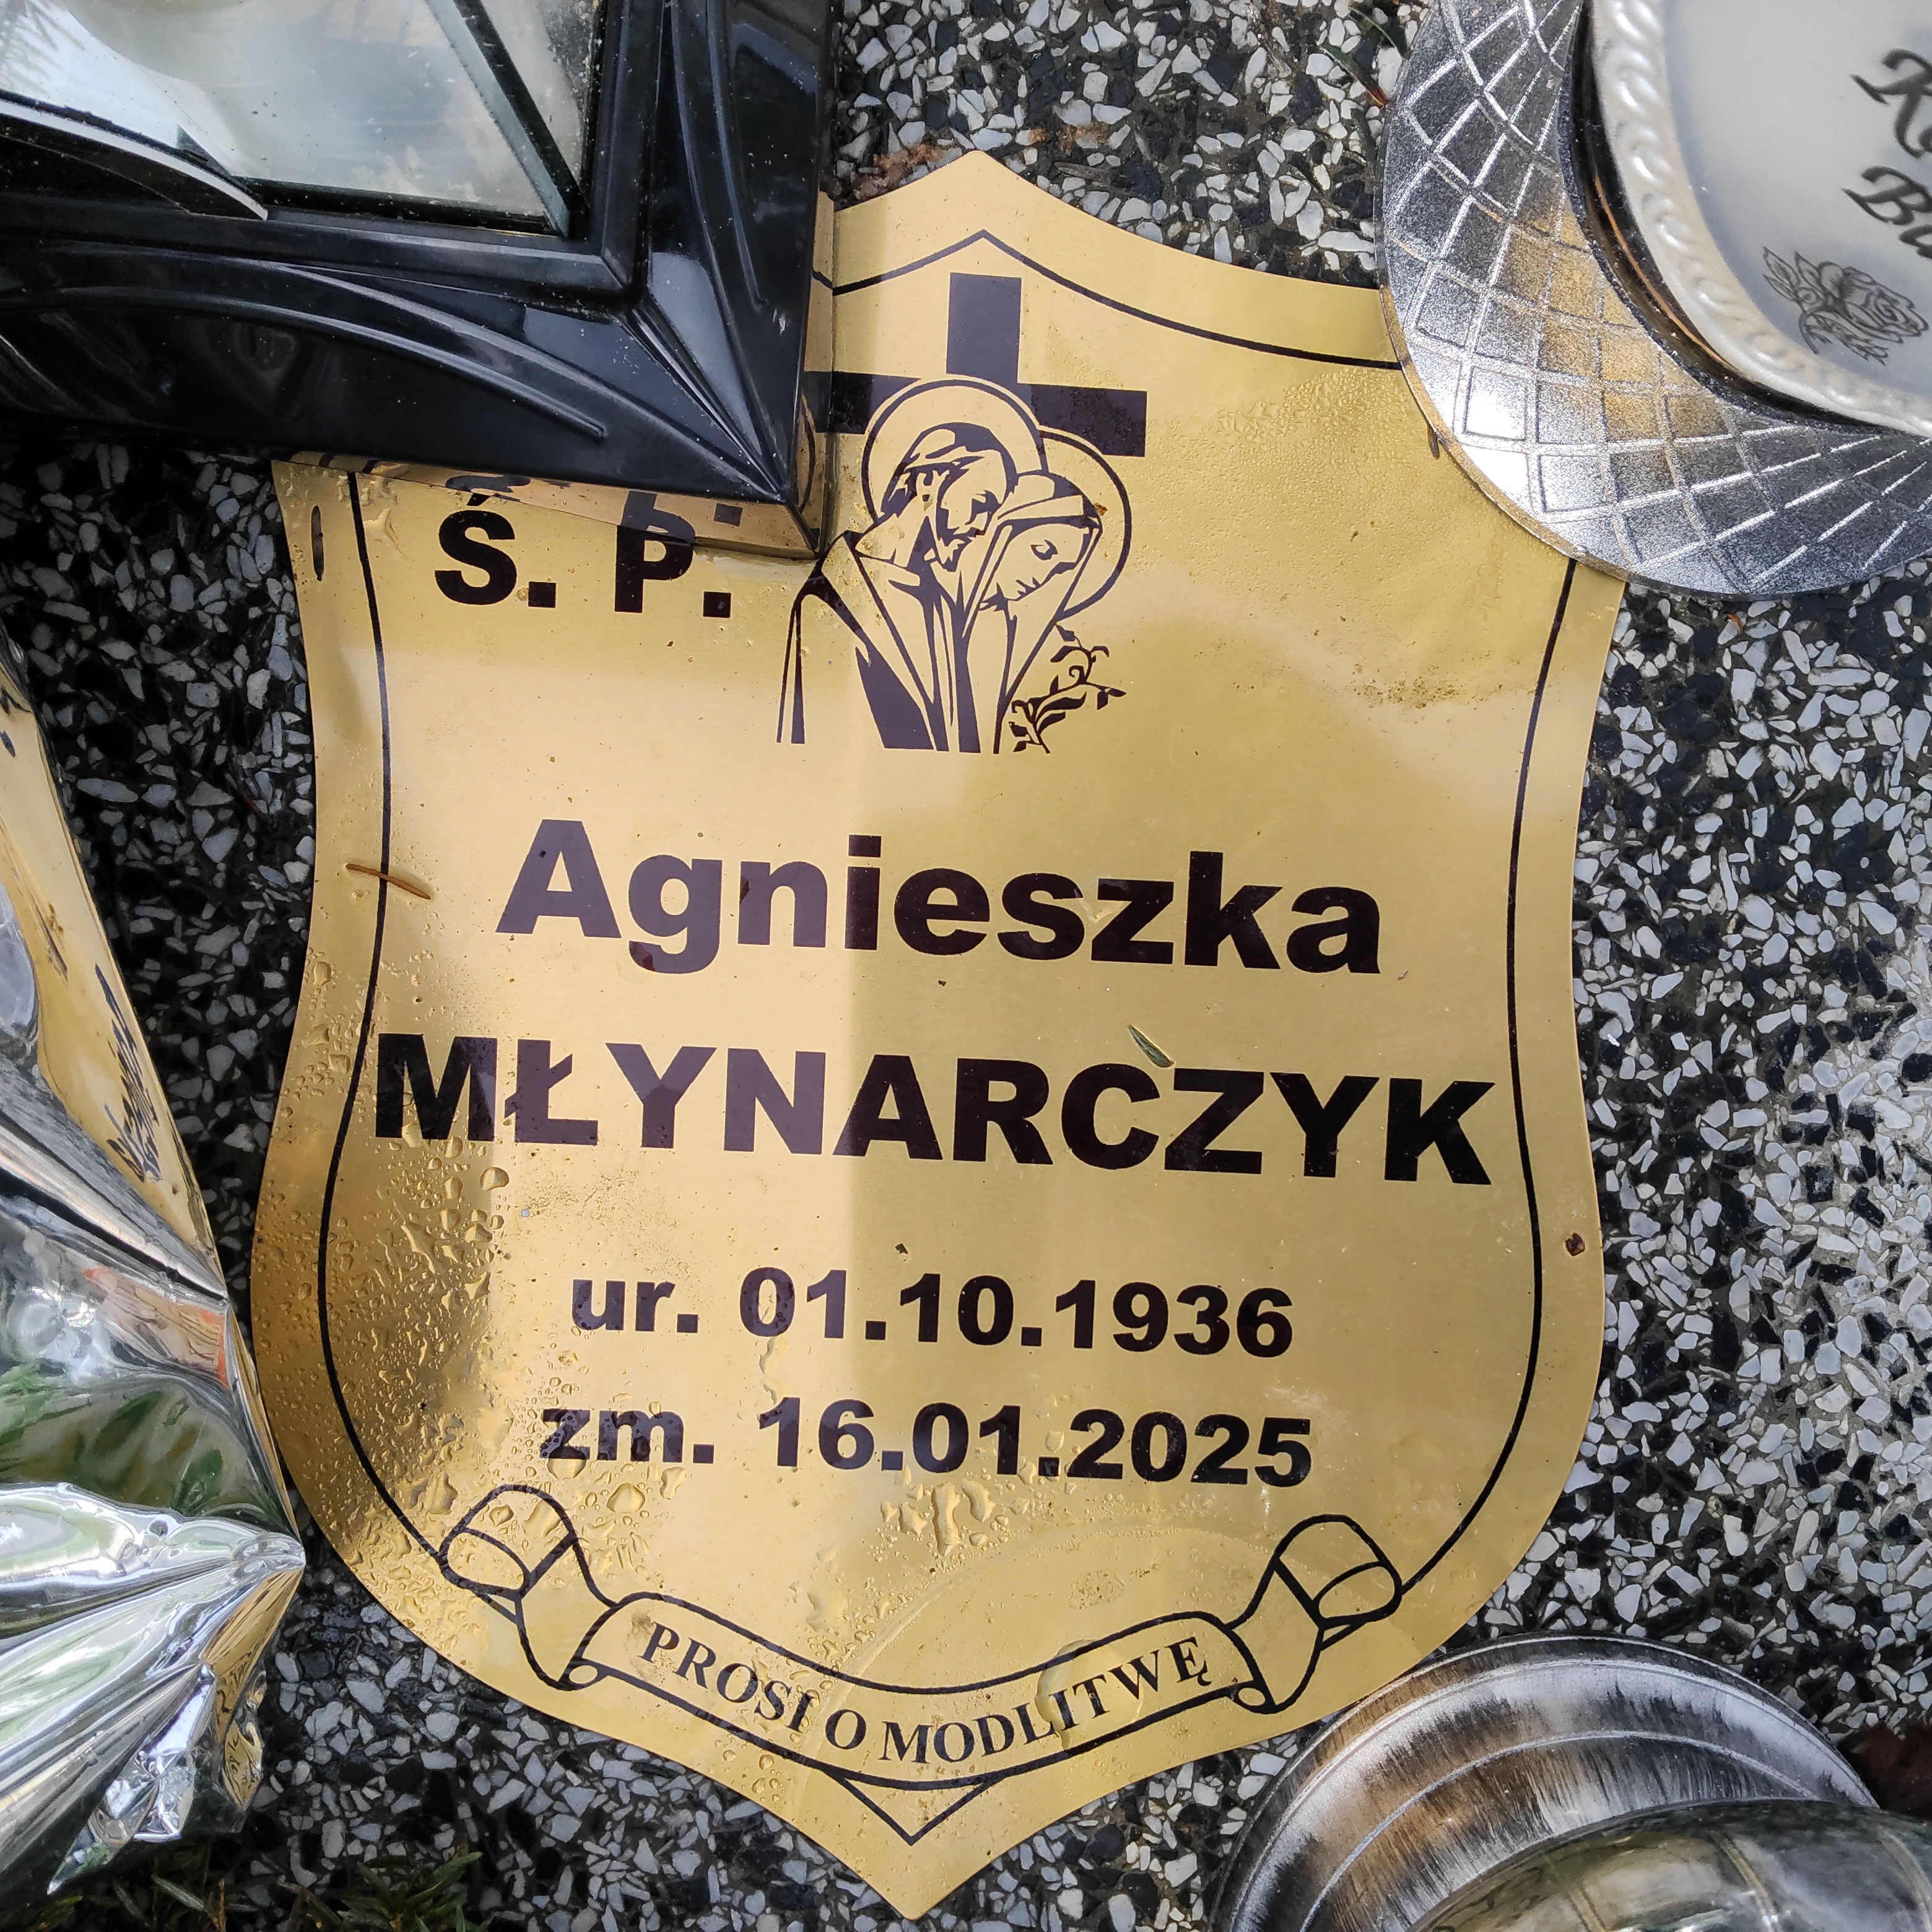 Ś. P.
Agnieszka
MŁYNARCZYK
ur. 01.10.1936
zm. 16.01.2025
PROSI O MODLITWĘ